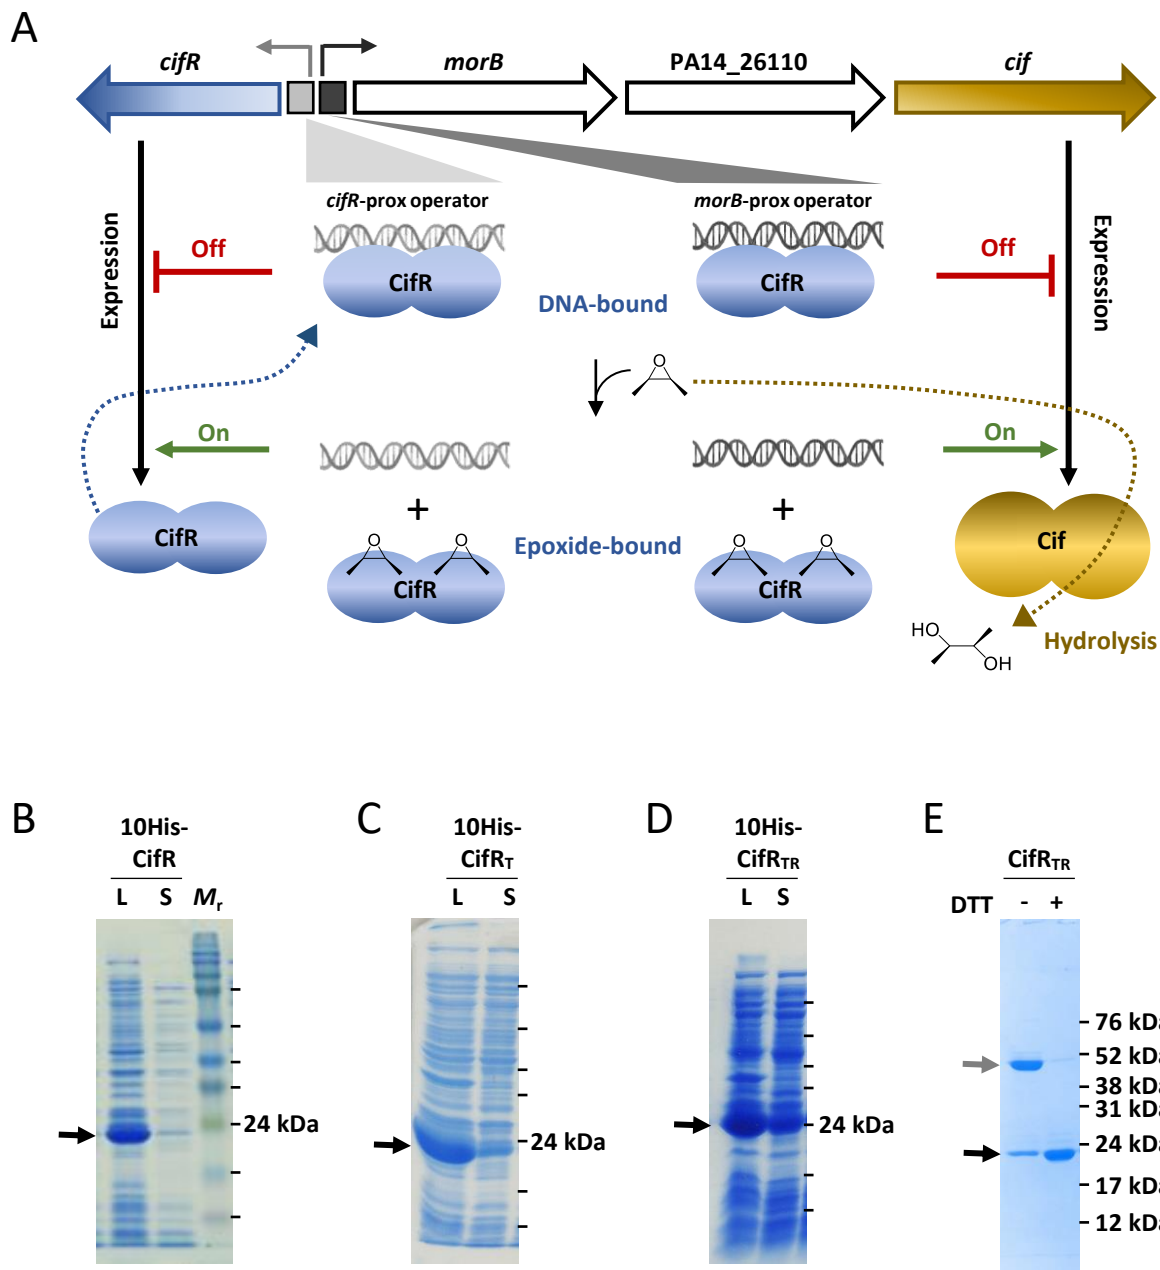 A
cifR
morB
PA14_26110
cif
cifR-prox operator
morB-prox operator
Expression
Off
CifR
CifR
Off
Expression
DNA-bound
O
On
On
+
+
CifR
O O
CifR
Epoxide-bound
O O
CifR
Cif
HO
OH
Hydrolysis
B
10His-
CifR
L S Mr
24 kDa
C
10His-
CifRT
L S
24 kDa
D
10His-
CifRTR
L S
24 kDa
E
CifRTR
DTT - +
76 kDa
52 kDa
38 kDa
31 kDa
24 kDa
17 kDa
12 kDa